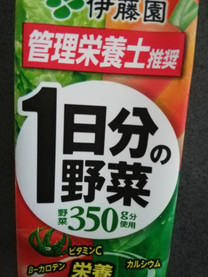 伊藤園
管理栄養士推奨
1日分の
野菜
野菜350g分使用
ビタミンC
β-カロテン
カルシウム
栄養